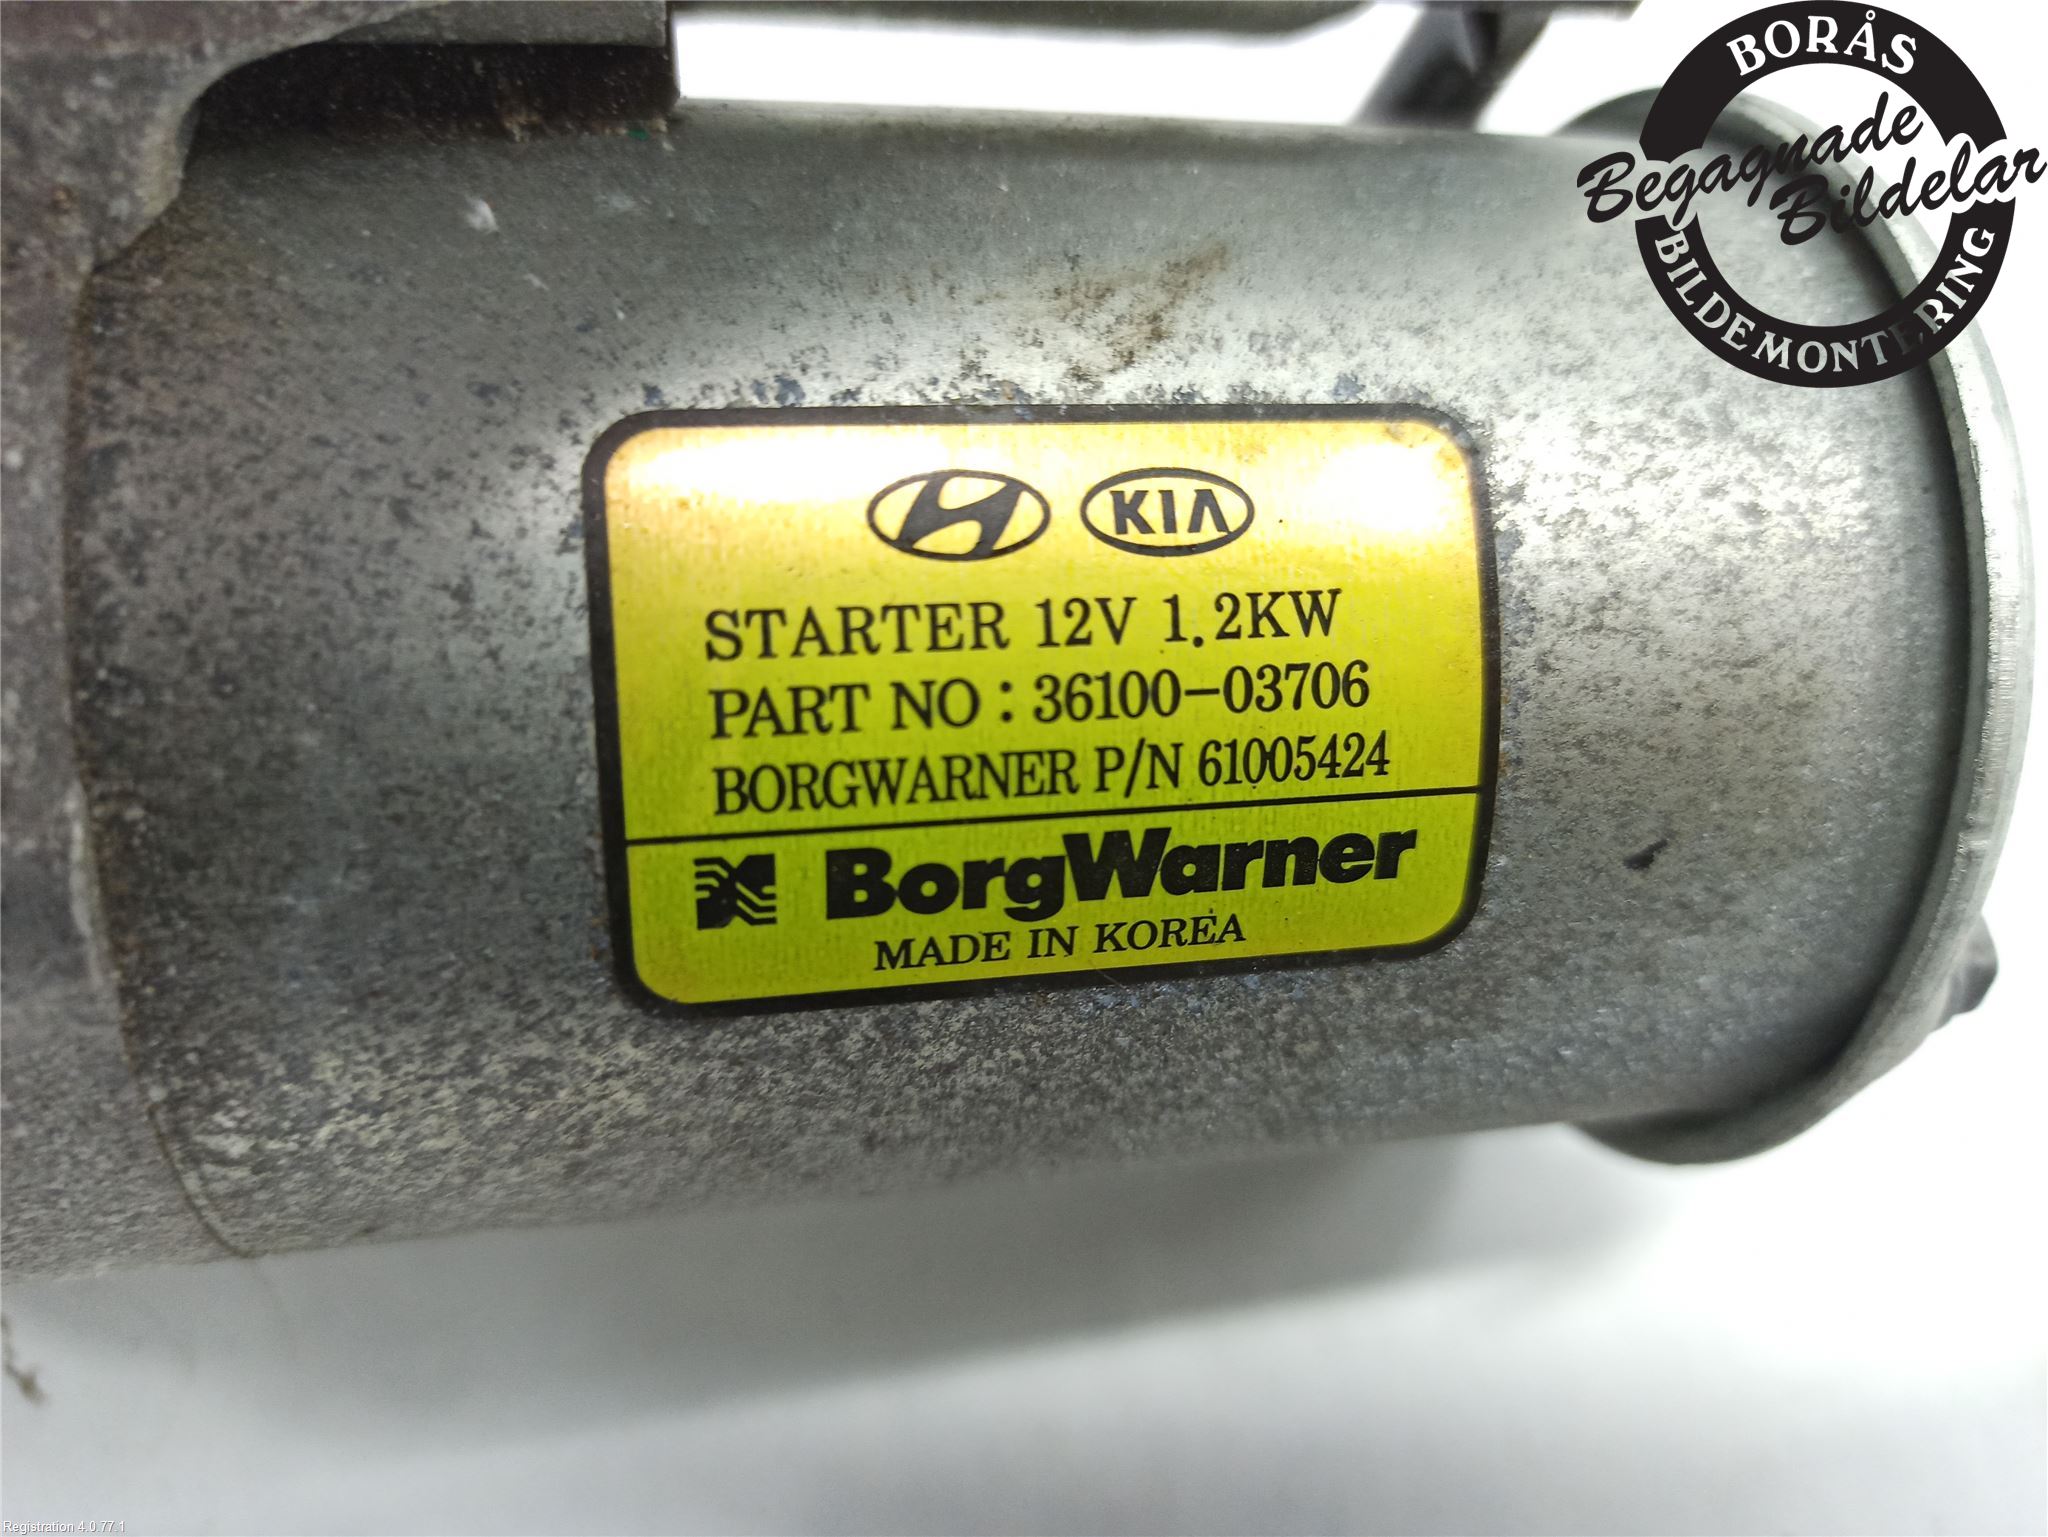 BORÅS
Begagnade
Bildelar
BILDEMONTERING
KIA
STARTER 12V 1.2KW
PART NO : 36100-03706
BORGWARNER P/N 61005424
BorgWarner
MADE IN KOREA
Registration 4.0.77.1